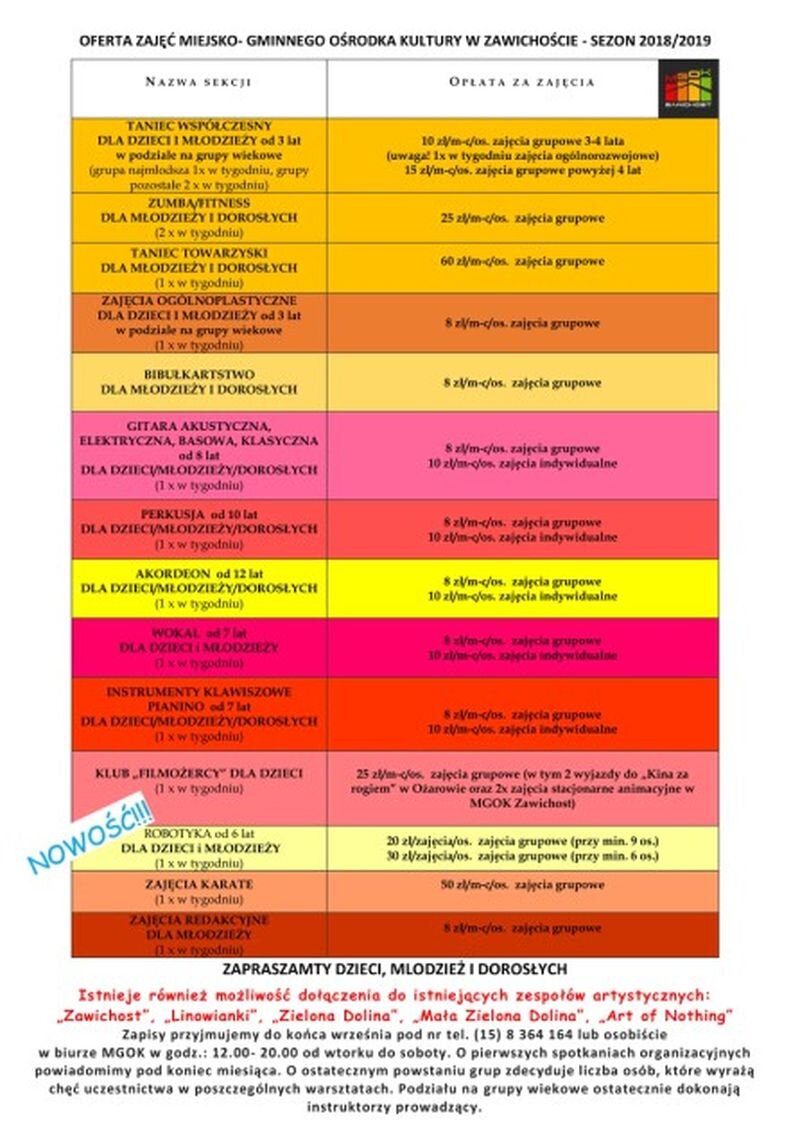 OFERTA ZAJĘĆ MIEJSKO- GMINNEGO OŚRODKA KULTURY W ZAWICHOŚCIE - SEZON 2018/2019
NAZWA SEKCJI
OPŁATA ZA ZAJĘCIA
MGOK
ZAWICHOST
TANIEC WSPÓŁCZESNY
DLA DZIECI I MŁODZIEŻY od 3 lat
w podziale na grupy wiekowe
(grupa najmłodsza 1x w tygodniu, grupy
pozostałe 2 x w tygodniu)
10 zł/m-c/os. zajęcia grupowe 3-4 lata
(uwaga! 1x w tygodniu zajęcia ogólnorozwojowe)
15 zł/m-c/os. zajęcia grupowe powyżej 4 lat
ZUMBA/FITNESS
DLA MŁODZIEŻY I DOROSŁYCH
(2 x w tygodniu)
25 zł/m-c/os. zajęcia grupowe
TANIEC TOWARZYSKI
DLA MŁODZIEŻY I DOROSŁYCH
(1 x w tygodniu)
60 zł/m-c/os. zajęcia grupowe
ZAJĘCIA OGÓLNOPLASTYCZNE
DLA DZIECI I MŁODZIEŻY od 3 lat
w podziale na grupy wiekowe
(1 x w tygodniu)
8 zł/m-c/os. zajęcia grupowe
BIBUŁKARTSTWO
DLA MŁODZIEŻY I DOROSŁYCH
8 zł/m-c/os. zajęcia grupowe
GITARA AKUSTYCZNA,
ELEKTRYCZNA, BASOWA, KLASYCZNA
od 8 lat
DLA DZIECI/MŁODZIEŻY/DOROSŁYCH
(1 x w tygodniu)
8 zł/m-c/os. zajęcia grupowe
10 zł/m-c/os. zajęcia indywidualne
PERKUSJA od 10 lat
DLA DZIECI/MŁODZIEŻY/DOROSŁYCH
(1 x w tygodniu)
8 zł/m-c/os. zajęcia grupowe
10 zł/m-c/os. zajęcia indywidualne
AKORDEON od 12 lat
DLA DZIECI/MŁODZIEŻY/DOROSŁYCH
(1 x w tygodniu)
8 zł/m-c/os. zajęcia grupowe
10 zł/m-c/os. zajęcia indywidualne
WOKAL od 7 lat
DLA DZIECI i MŁODZIEŻY
(1 x w tygodniu)
8 zł/m-c/os. zajęcia grupowe
10 zł/m-c/os. zajęcia indywidualne
INSTRUMENTY KLAWISZOWE
PIANINO od 7 lat
DLA DZIECI/MŁODZIEŻY/DOROSŁYCH
(1 x w tygodniu)
8 zł/m-c/os. zajęcia grupowe
10 zł/m-c/os. zajęcia indywidualne
KLUB „FILMOŻERCY" DLA DZIECI
(1 x w tygodniu)
25 zł/m-c/os. zajęcia grupowe (w tym 2 wyjazdy do „Kina za
rogiem" w Ożarowie oraz 2x zajęcia stacjonarne animacyjne w
MGOK Zawichost)
NOWOŚĆ!!!
ROBOTYKA od 6 lat
DLA DZIECI i MŁODZIEŻY
(1 x w tygodniu)
20 zł/zajęcia/os. zajęcia grupowe (przy min. 9 os.)
30 zł/zajęcia/os. zajęcia grupowe (przy min. 6 os.)
ZAJĘCIA KARATE
(1 x w tygodniu)
50 zł/m-c/os. zajęcia grupowe
ZAJĘCIA REDAKCYJNE
DLA MŁODZIEŻY
(1 x w tygodniu)
8 zł/m-c/os. zajęcia grupowe
ZAPRASZAMTY DZIECI, MLODZIEŻ I DOROSŁYCH
Istnieje również możliwość dołączenia do istniejących zespołów artystycznych:
„Zawichost", „Linowianki", „Zielona Dolina", „Mała Zielona Dolina", „Art of Nothing"
Zapisy przyjmujemy do końca września pod nr tel. (15) 8 364 164 lub osobiście
w biurze MGOK w godz.: 12.00- 20.00 od wtorku do soboty. O pierwszych spotkaniach organizacyjnych
powiadomimy pod koniec miesiąca. O ostatecznym powstaniu grup zdecyduje liczba osób, które wyrażą
chęć uczestnictwa w poszczególnych warsztatach. Podziału na grupy wiekowe ostatecznie dokonają
instruktorzy prowadzący.